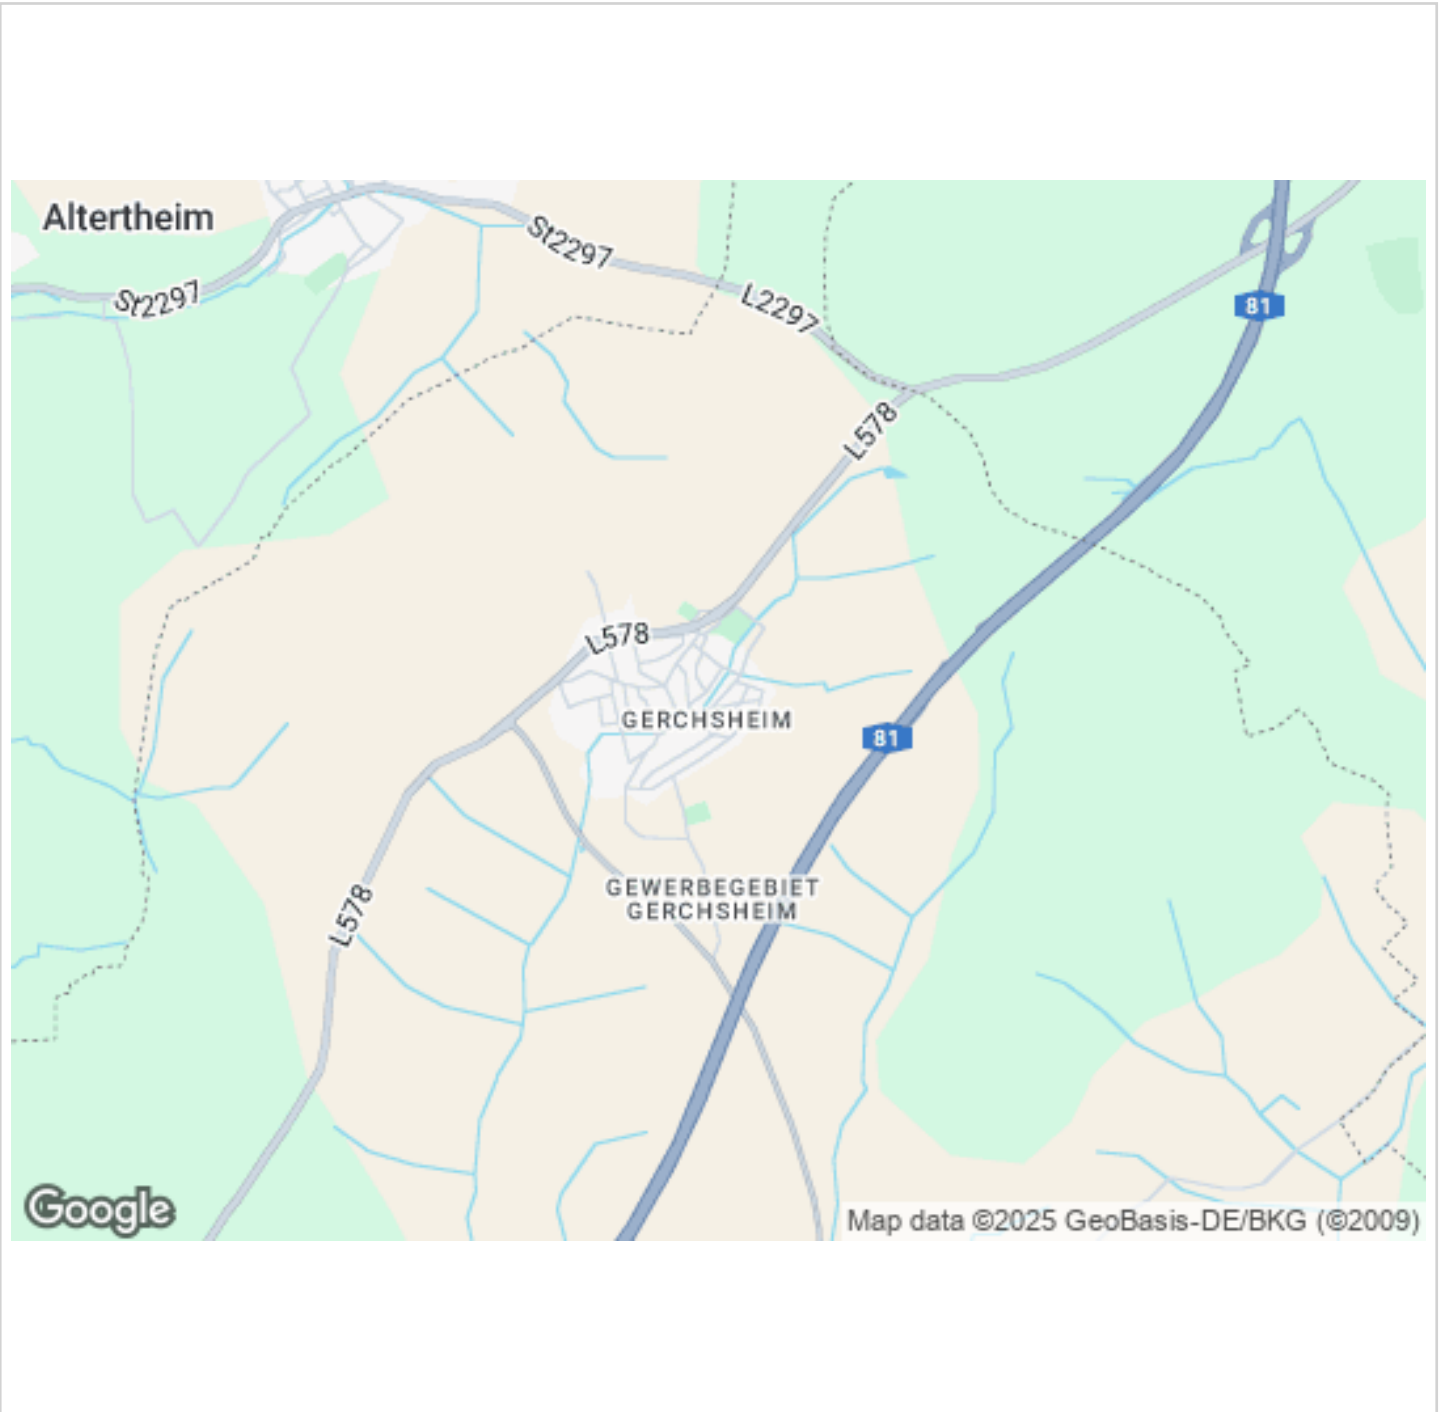 Altertheim
St2297
St2297
L2297
81
L578
L578
GERCHSHEIM
81
GEWERBEGEBIET
GERCHSHEIM
L578
Google
Map data ©2025 GeoBasis-DE/BKG (©2009)